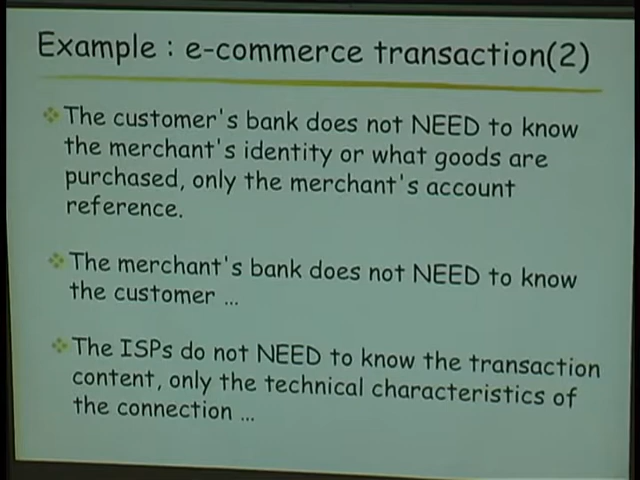 Example : e-commerce transaction(2)
The customer's bank does not NEED to know
the merchant's identity or what goods are
purchased, only the merchant's account
reference.
The merchant's bank does not NEED to know
the customer ...
The ISPs do not NEED to know the transaction
content, only the technical characteristics of
the connection ...